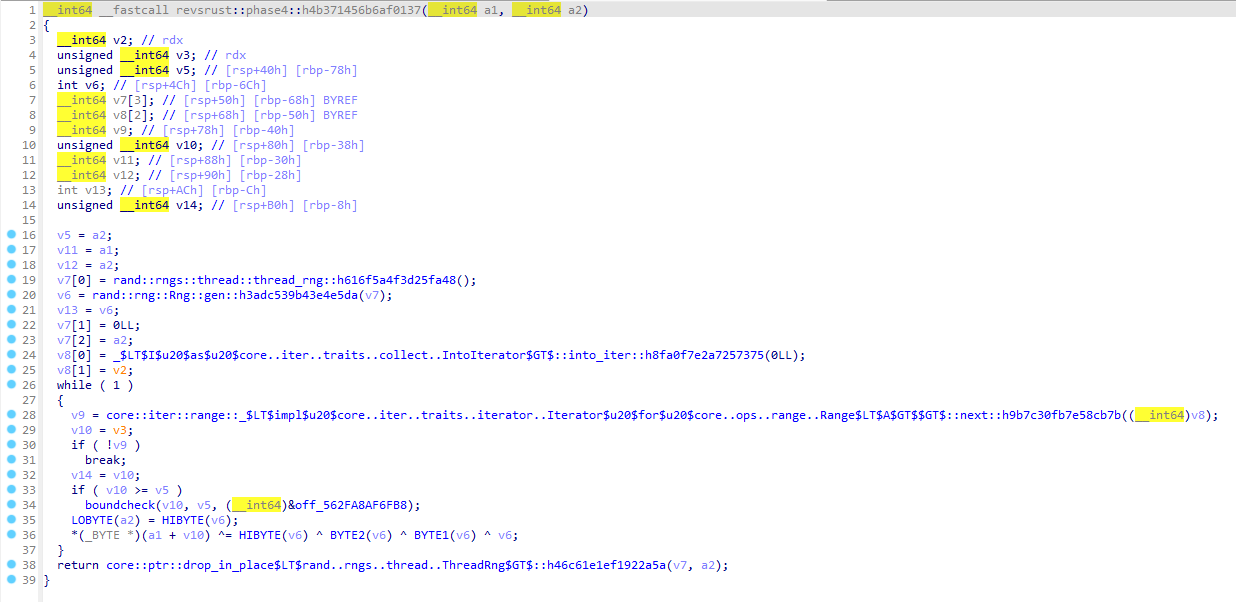 1 __int64 __fastcall revsrust::phase4::h4b371456b6af0137(__int64 a1, __int64 a2)
2 {
3 __int64 v2; // rdx
4 unsigned __int64 v3; // rdx
5 unsigned __int64 v5; // [rsp+40h] [rbp-78h]
6 int v6; // [rsp+4Ch] [rbp-6Ch]
7 __int64 v7[3]; // [rsp+50h] [rbp-68h] BYREF
8 __int64 v8[2]; // [rsp+68h] [rbp-50h] BYREF
9 __int64 v9; // [rsp+78h] [rbp-40h]
10 unsigned __int64 v10; // [rsp+80h] [rbp-38h]
11 __int64 v11; // [rsp+88h] [rbp-30h]
12 __int64 v12; // [rsp+90h] [rbp-28h]
13 int v13; // [rsp+ACh] [rbp-Ch]
14 unsigned __int64 v14; // [rsp+B0h] [rbp-8h]
15
16 v5 = a2;
17 v11 = a1;
18 v12 = a2;
19 v7[0] = rand::rngs::thread::thread_rng::h616f5a4f3d25fa48();
20 v6 = rand::rng::Rng::gen::h3adc539b43e4e5da(v7);
21 v13 = v6;
22 v7[1] = 0LL;
23 v7[2] = a2;
24 v8[0] = _$LT$I$u20$as$u20$core..iter..traits..collect..IntoIterator$GT$::into_iter::h8fa0f7e2a7257375(0LL);
25 v8[1] = v2;
26 while ( 1 )
27 {
28 v9 = core::iter::range::_$LT$impl$u20$core..iter..traits..iterator..Iterator$u20$for$u20$core..ops..range..Range$LT$A$GT$$GT$::next::h9b7c30fb7e58cb7b((__int64)v8);
29 v10 = v3;
30 if ( !v9 )
31 break;
32 v14 = v10;
33 if ( v10 >= v5 )
34 boundcheck(v10, v5, (__int64)&off_562FA8AF6FB8);
35 LOBYTE(a2) = HIBYTE(v6);
36 *(_BYTE *)(a1 + v10) ^= HIBYTE(v6) ^ BYTE2(v6) ^ BYTE1(v6) ^ v6;
37 }
38 return core::ptr::drop_in_place$LT$rand..rngs..thread..ThreadRng$GT$::h46c61e1ef1922a5a(v7, a2);
39 }